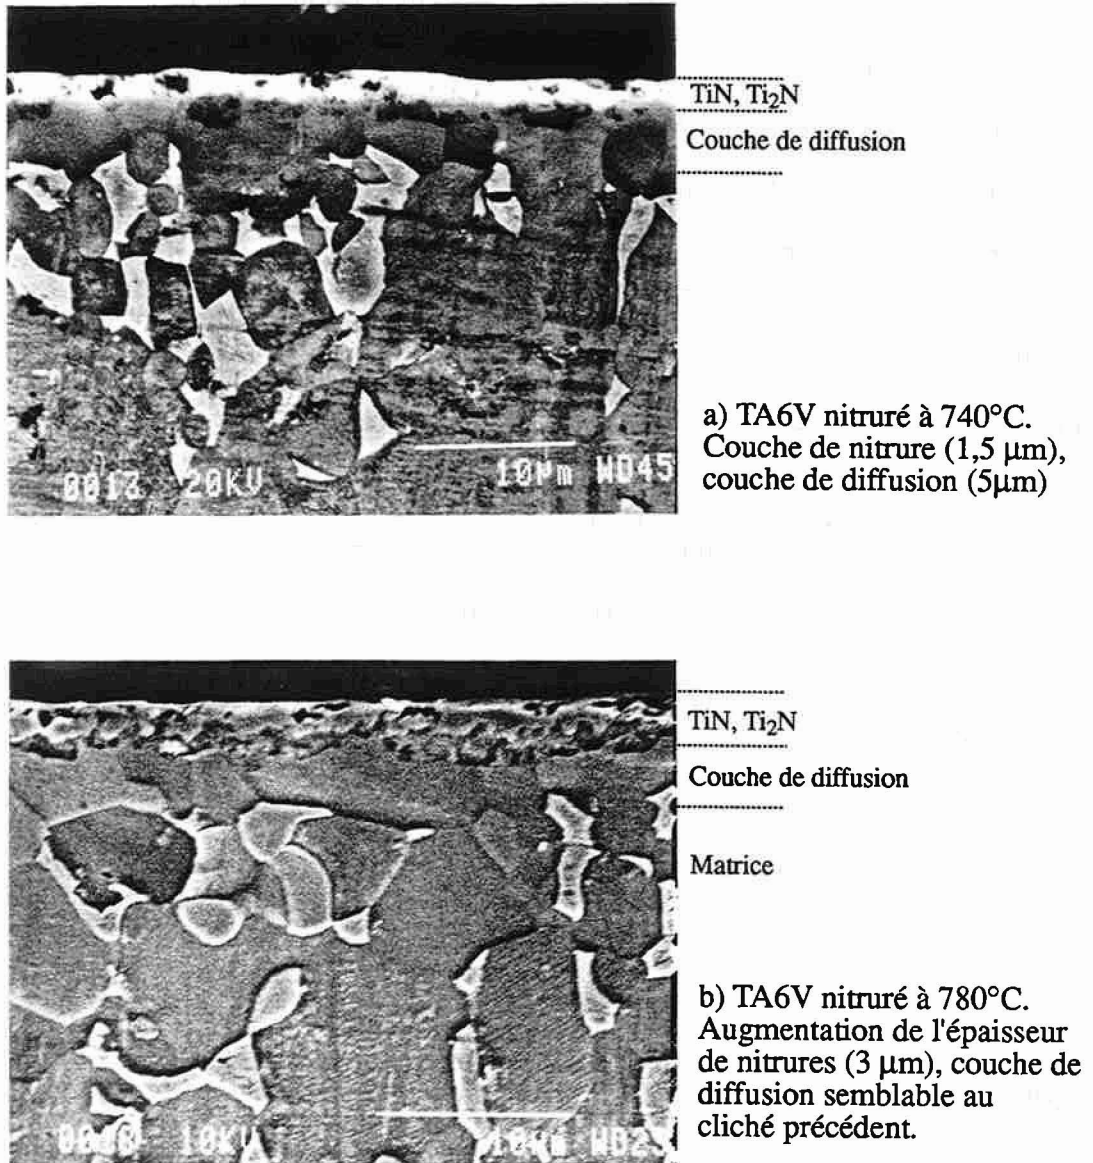 TiN, Ti2N
Couche de diffusion
a) TA6V nitruré à 740°C.
Couche de nitrure (1,5 µm),
couche de diffusion (5µm)
0013 20KV 10µm WD45
TiN, Ti2N
Couche de diffusion
Matrice
b) TA6V nitruré à 780°C.
Augmentation de l'épaisseur
de nitrures (3 µm), couche de
diffusion semblable au
cliché précédent.
10KV 10µm